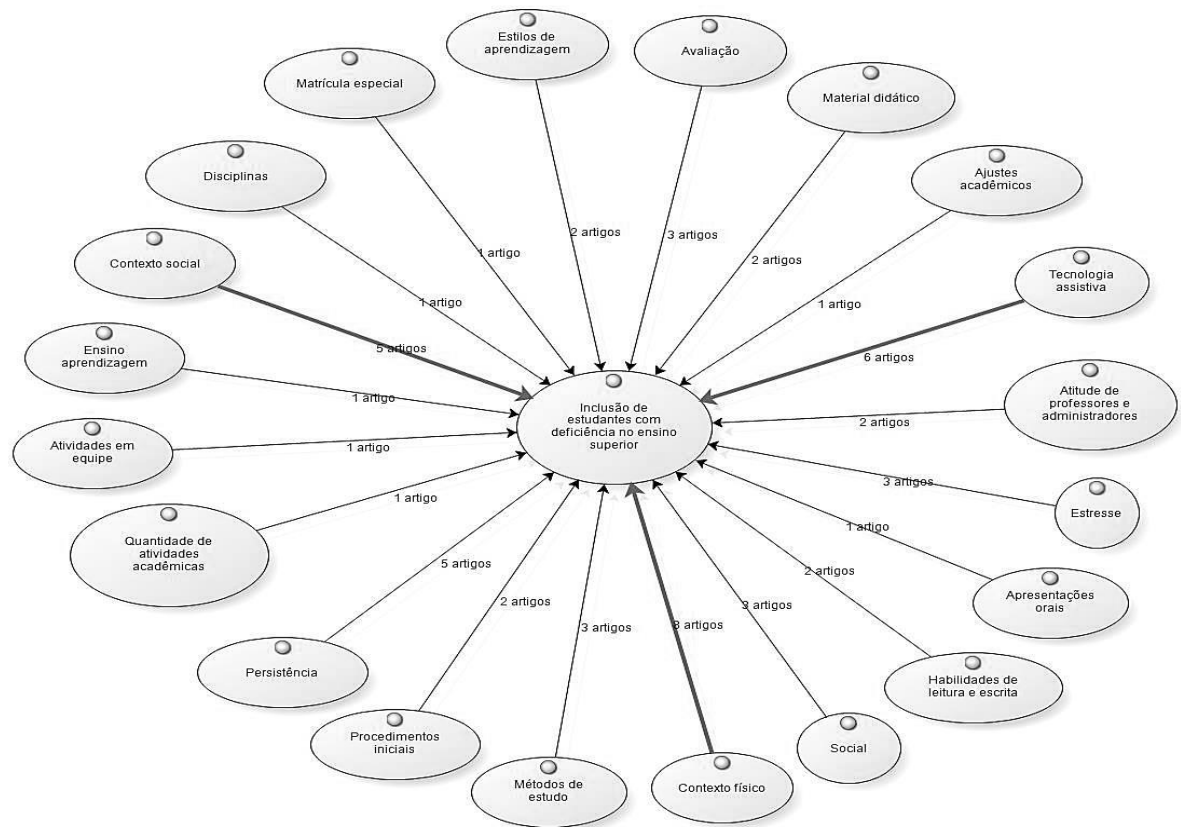 Estilos de
aprendizagem
Avaliação
Matrícula especial
Material didático
Disciplinas
Ajustes
acadêmicos
Contexto social
Tecnologia
assistiva
Ensino
aprendizagem
Atitude de
professores e
administradores
Atividades em
equipe
Estresse
Quantidade de
atividades
acadêmicas
Apresentações
orais
Persistência
Habilidades de
leitura e escrita
Procedimentos
iniciais
Social
Métodos de
estudo
Contexto físico
Inclusão de
estudantes com
deficiência no ensino
superior
1 artigo
2 artigos
3 artigos
2 artigos
1 artigo
1 artigo
5 artigos
6 artigos
1 artigo
2 artigos
1 artigo
3 artigos
1 artigo
1 artigo
5 artigos
2 artigos
2 artigos
3 artigos
3 artigos
artigos